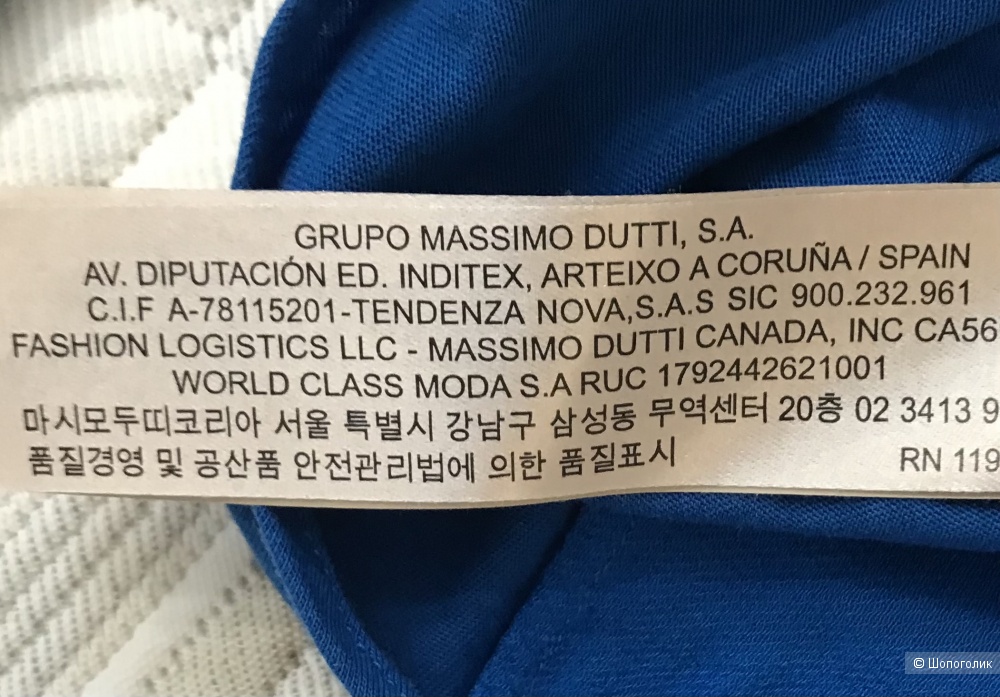 GRUPO MASSIMO DUTTI, S.A.
AV. DIPUTACIÓN ED. INDITEX, ARTEIXO A CORUÑA / SPAIN
C.I.F A-78115201-TENDENZA NOVA,S.A.S SIC 900.232.961
FASHION LOGISTICS LLC - MASSIMO DUTTI CANADA, INC CA56
WORLD CLASS MODA S.A RUC 1792442621001
마시모두띠코리아 서울 특별시 강남구 삼성동 무역센터 20층 02 3413 9
품질경영 및 공산품 안전관리법에 의한 품질표시 RN 119
© Шопоголик